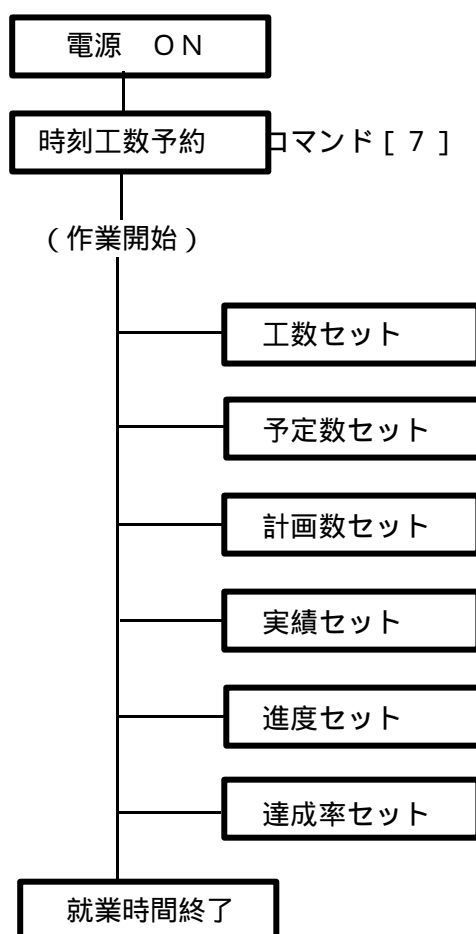 電源　ＯＮ
時刻工数予約　コマンド［７］
（作業開始）
工数セット
予定数セット
計画数セット
実績セット
進度セット
達成率セット
就業時間終了